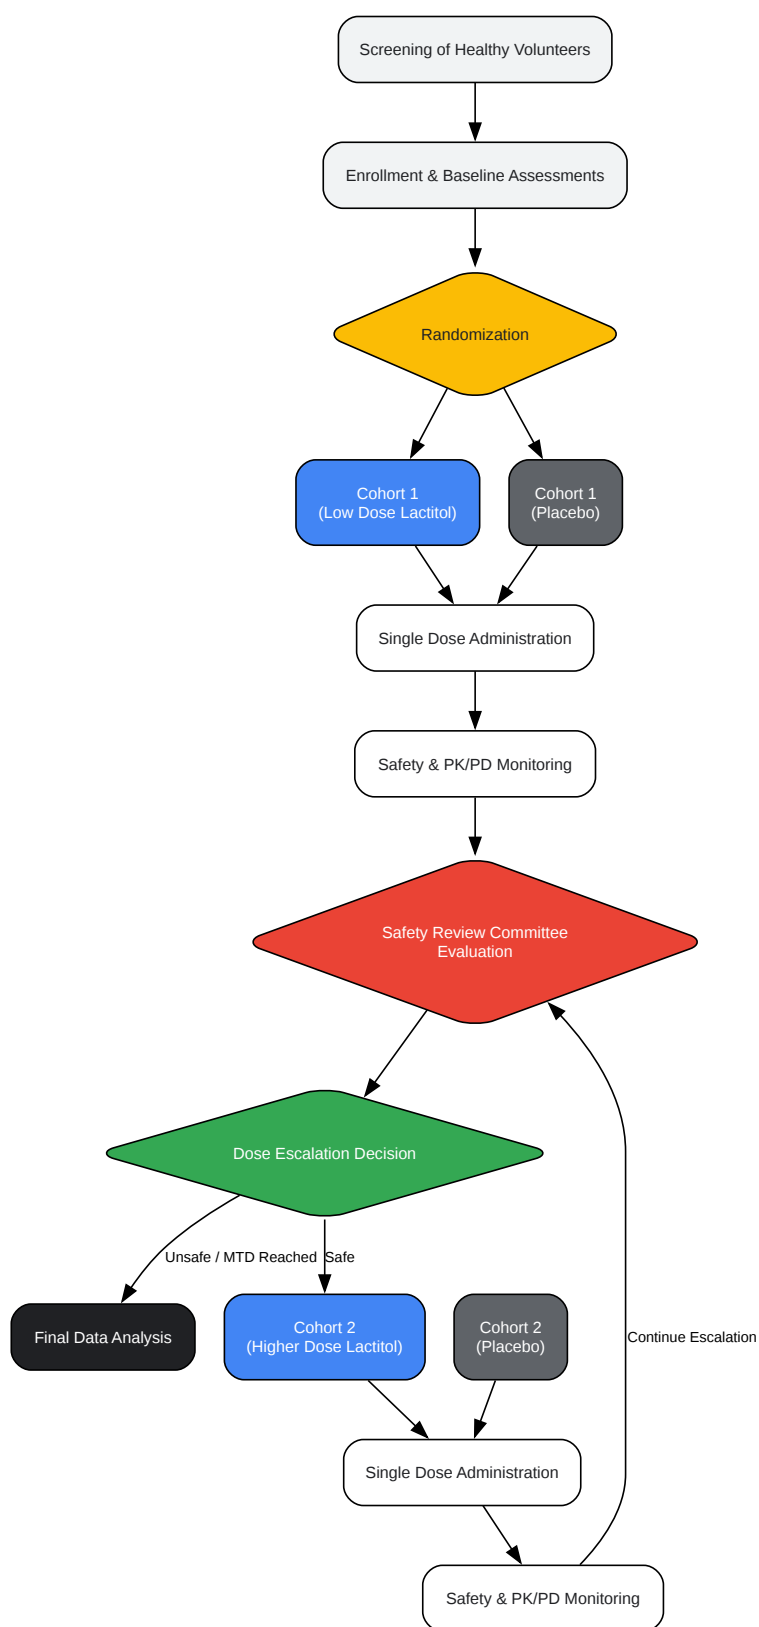 Screening of Healthy Volunteers
Enrollment & Baseline Assessments
Randomization
Cohort 1
(Low Dose Lactitol)
Cohort 1
(Placebo)
Single Dose Administration
Safety & PK/PD Monitoring
Safety Review Committee
Evaluation
Dose Escalation Decision
Unsafe / MTD Reached
Safe
Final Data Analysis
Cohort 2
(Higher Dose Lactitol)
Cohort 2
(Placebo)
Continue Escalation
Single Dose Administration
Safety & PK/PD Monitoring